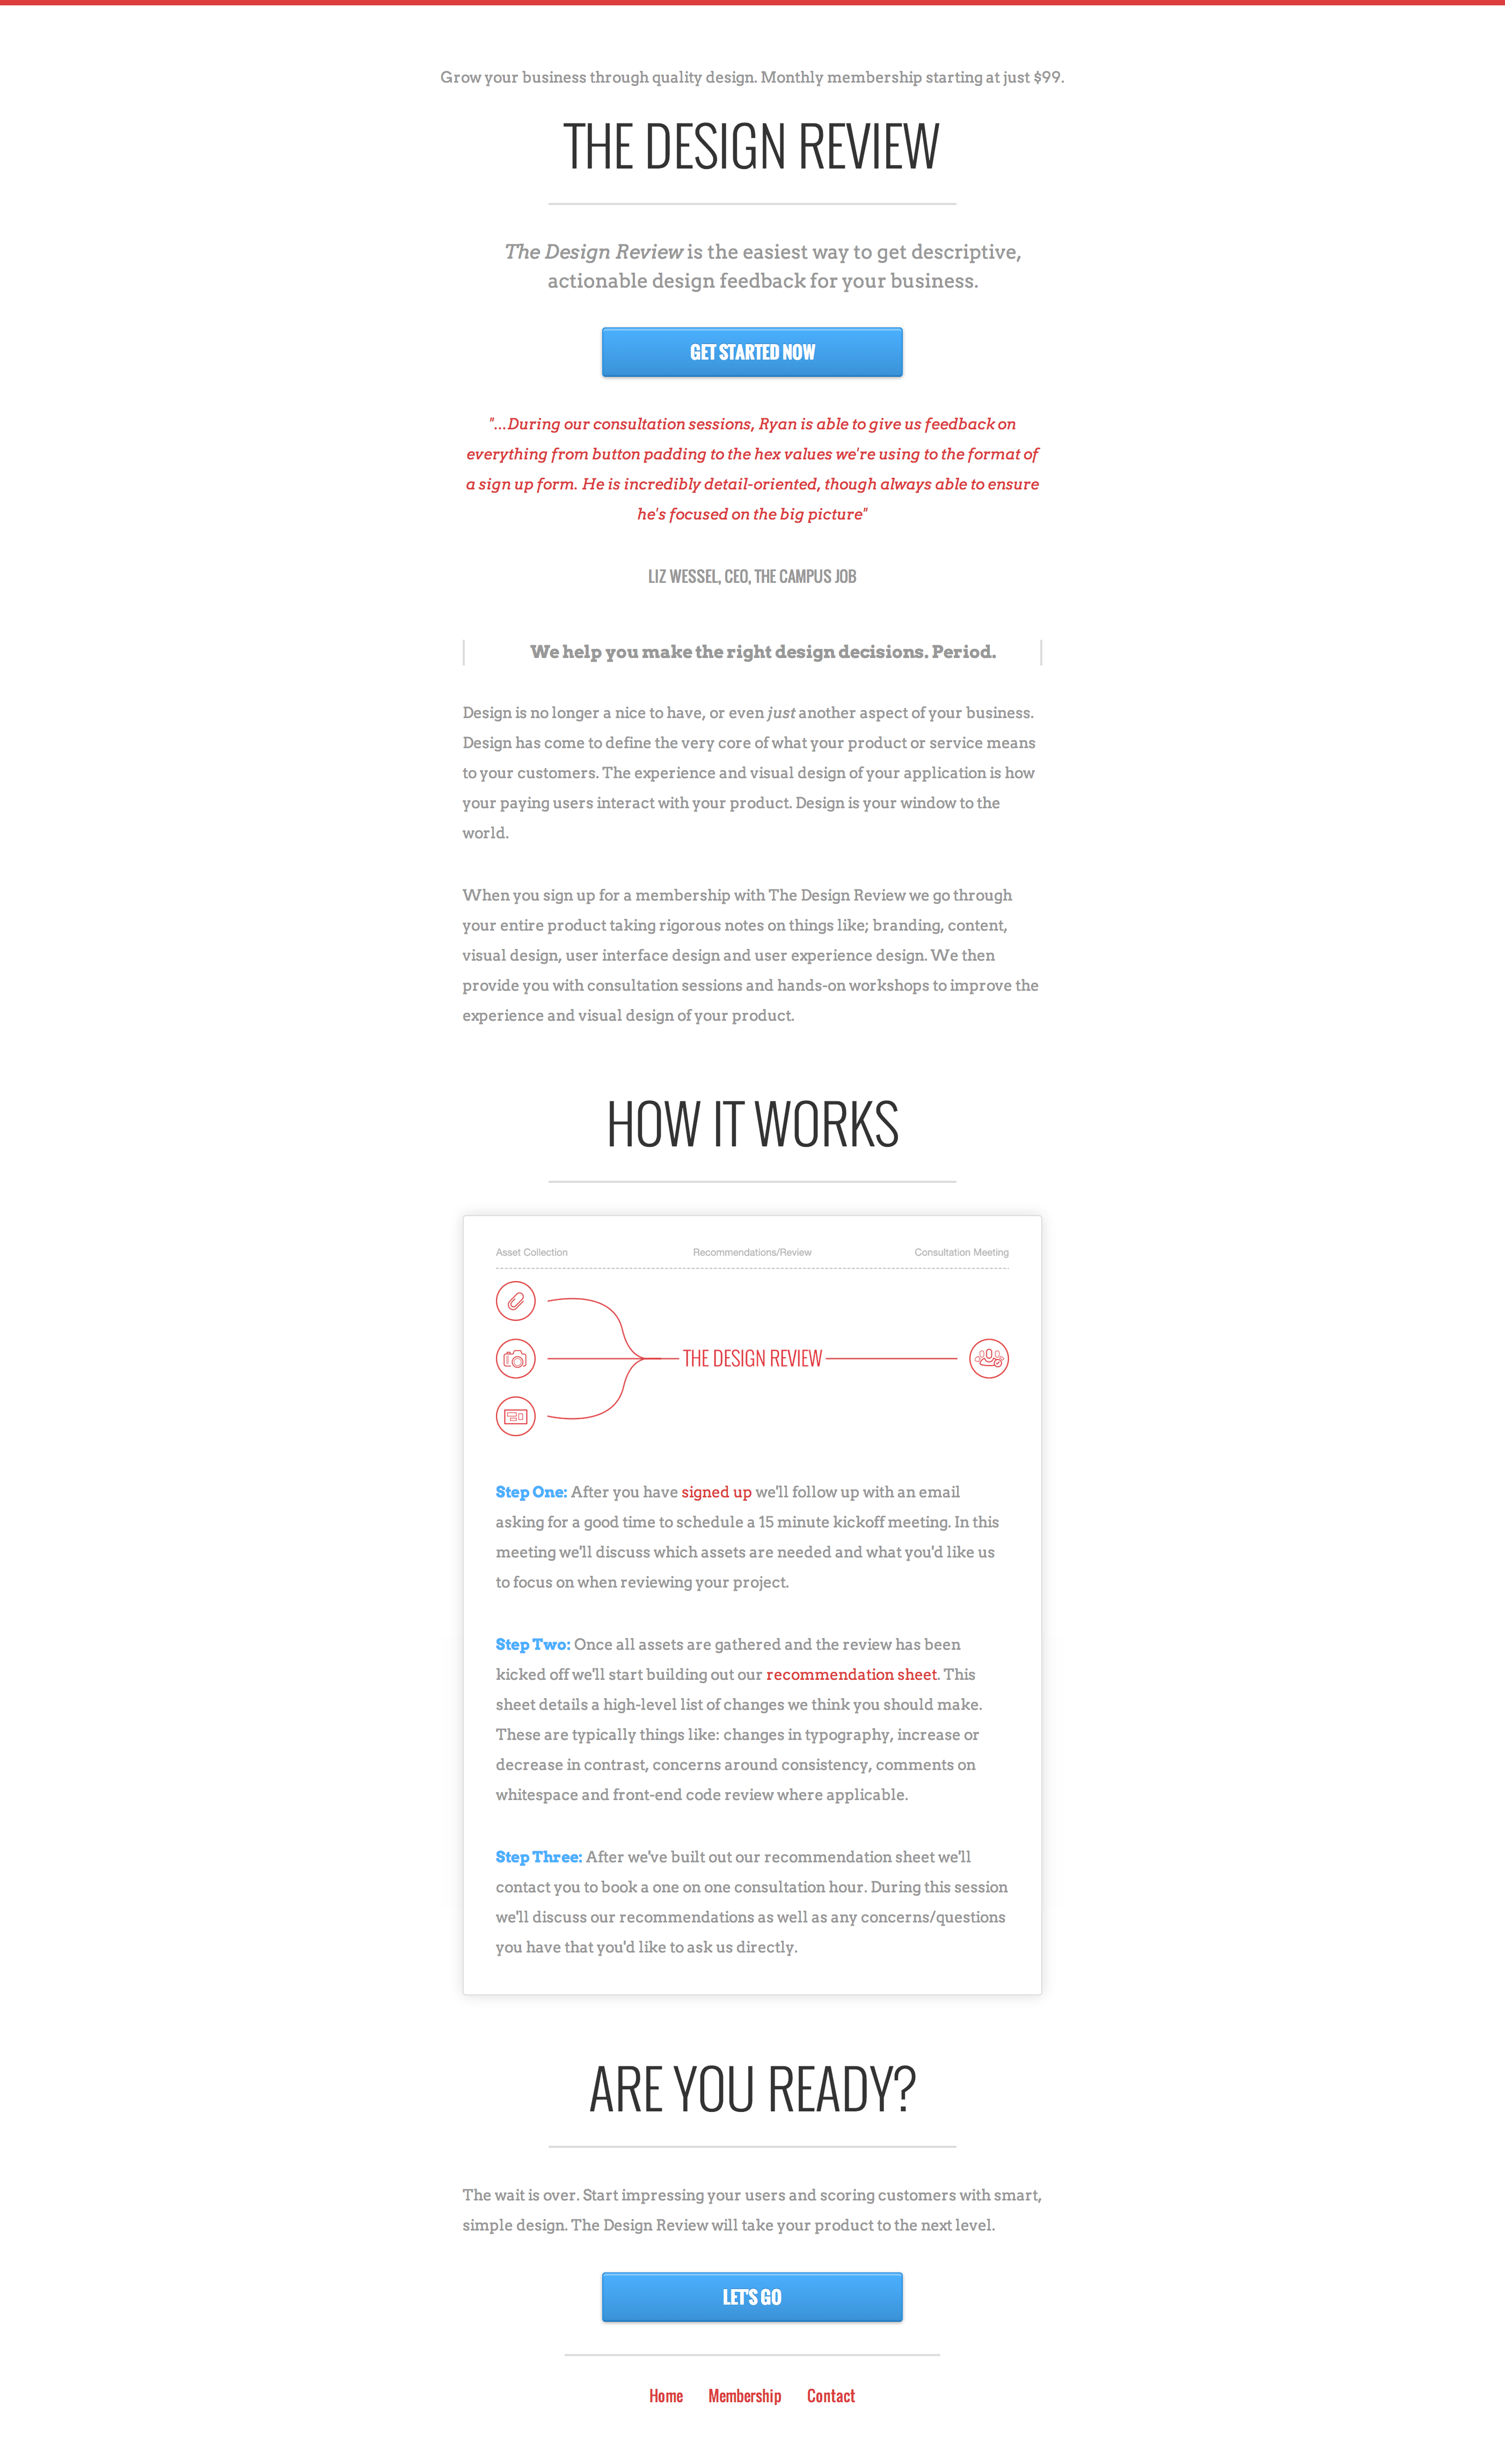 Grow your business through quality design. Monthly membership starting at just $99.
THE DESIGN REVIEW
The Design Review is the easiest way to get descriptive,
actionable design feedback for your business.
GET STARTED NOW
"...During our consultation sessions, Ryan is able to give us feedback on
everything from button padding to the hex values we're using to the format of
a sign up form. He is incredibly detail-oriented, though always able to ensure
he's focused on the big picture"
LIZ WESSEL, CEO, THE CAMPUS JOB
We help you make the right design decisions. Period.
Design is no longer a nice to have, or even just another aspect of your business.
Design has come to define the very core of what your product or service means
to your customers. The experience and visual design of your application is how
your paying users interact with your product. Design is your window to the
world.
When you sign up for a membership with The Design Review we go through
your entire product taking rigorous notes on things like; branding, content,
visual design, user interface design and user experience design. We then
provide you with consultation sessions and hands-on workshops to improve the
experience and visual design of your product.
HOW IT WORKS
Asset Collection Recommendations/Review Consultation Meeting
THE DESIGN REVIEW
Step One: After you have signed up we'll follow up with an email
asking for a good time to schedule a 15 minute kickoff meeting. In this
meeting we'll discuss which assets are needed and what you'd like us
to focus on when reviewing your project.
Step Two: Once all assets are gathered and the review has been
kicked off we'll start building out our recommendation sheet. This
sheet details a high-level list of changes we think you should make.
These are typically things like: changes in typography, increase or
decrease in contrast, concerns around consistency, comments on
whitespace and front-end code review where applicable.
Step Three: After we've built out our recommendation sheet we'll
contact you to book a one on one consultation hour. During this session
we'll discuss our recommendations as well as any concerns/questions
you have that you'd like to ask us directly.
ARE YOU READY?
The wait is over. Start impressing your users and scoring customers with smart,
simple design. The Design Review will take your product to the next level.
LET'S GO
Home Membership Contact